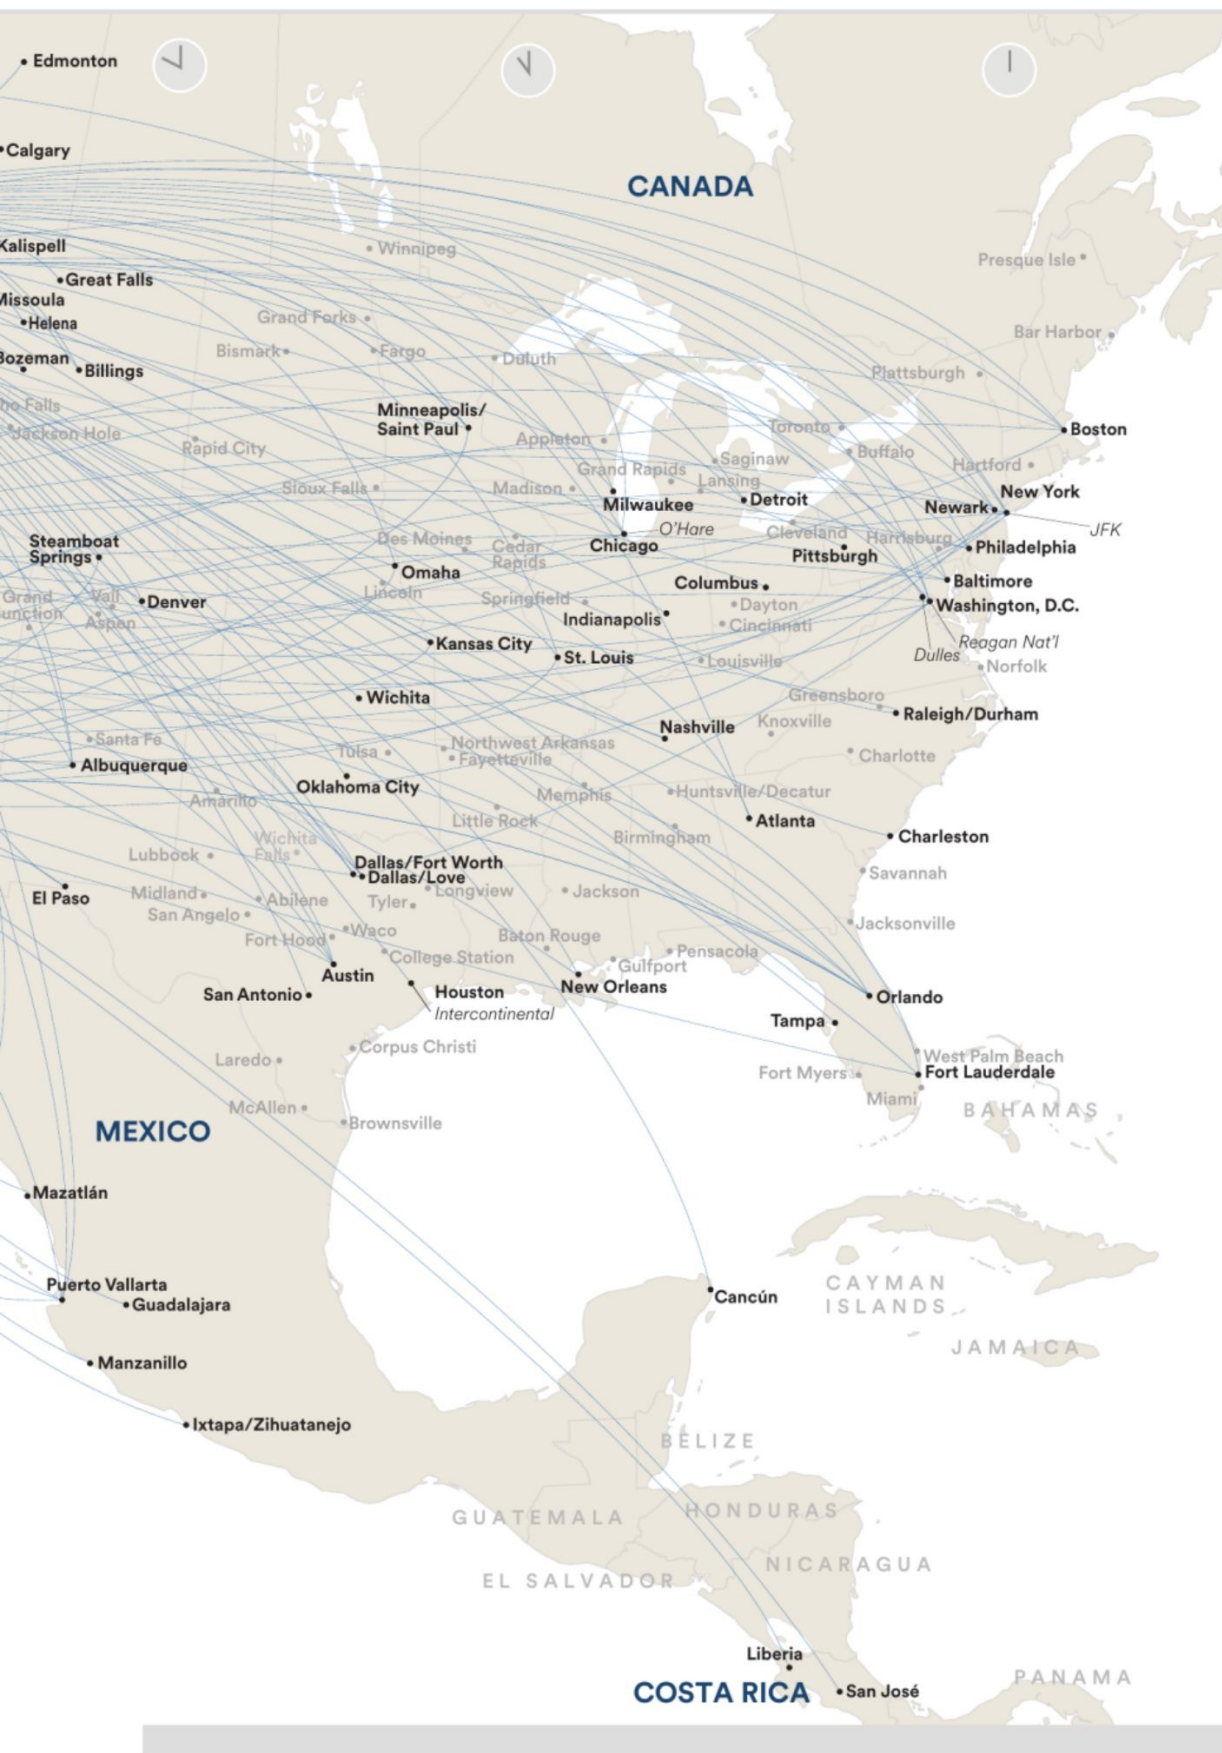 Edmonton
Calgary
CANADA
Kalispell
Winnipeg
Presque Isle
Great Falls
Missoula
Helena
Grand Forks
Bar Harbor
Bismark
Fargo
Duluth
Bozeman
Billings
Plattsburgh
ho Falls
Jackson Hole
Minneapolis/
Saint Paul
Rapid City
Appleton
Toronto
Boston
Buffalo
Saginaw
Hartford
Grand Rapids
Lansing
Sioux Falls
Madison
Milwaukee
Detroit
New York
Newark
JFK
O'Hare
Chicago
Cleveland
Harrisburg
Pittsburgh
Philadelphia
Steamboat
Springs
Des Moines
Cedar
Rapids
Omaha
Lincoln
Columbus
Baltimore
Grand
unction
Vail
Aspen
Denver
Springfield
Indianapolis
Dayton
Cincinnati
Washington, D.C.
Reagan Nat'l
Dulles
Norfolk
Kansas City
St. Louis
Louisville
Wichita
Greensboro
Raleigh/Durham
Nashville
Knoxville
Santa Fe
Albuquerque
Tulsa
Northwest Arkansas
Fayetteville
Charlotte
Oklahoma City
Amarillo
Memphis
Huntsville/Decatur
Little Rock
Atlanta
Birmingham
Charleston
Wichita
Falls
Lubbock
Dallas/Fort Worth
Dallas/Love
Savannah
El Paso
Midland
Abilene
Tyler
Longview
Jackson
San Angelo
Fort Hood
Waco
College Station
Baton Rouge
Pensacola
Gulfport
Jacksonville
Austin
San Antonio
Houston
Intercontinental
New Orleans
Orlando
Tampa
Corpus Christi
Laredo
West Palm Beach
Fort Myers
Fort Lauderdale
Miami
McAllen
Brownsville
BAHAMAS
MEXICO
Mazatlán
Puerto Vallarta
Guadalajara
Cancún
CAYMAN
ISLANDS
JAMAICA
Manzanillo
Ixtapa/Zihuatanejo
BELIZE
GUATEMALA
HONDURAS
NICARAGUA
EL SALVADOR
Liberia
COSTA RICA
San José
PANAMA